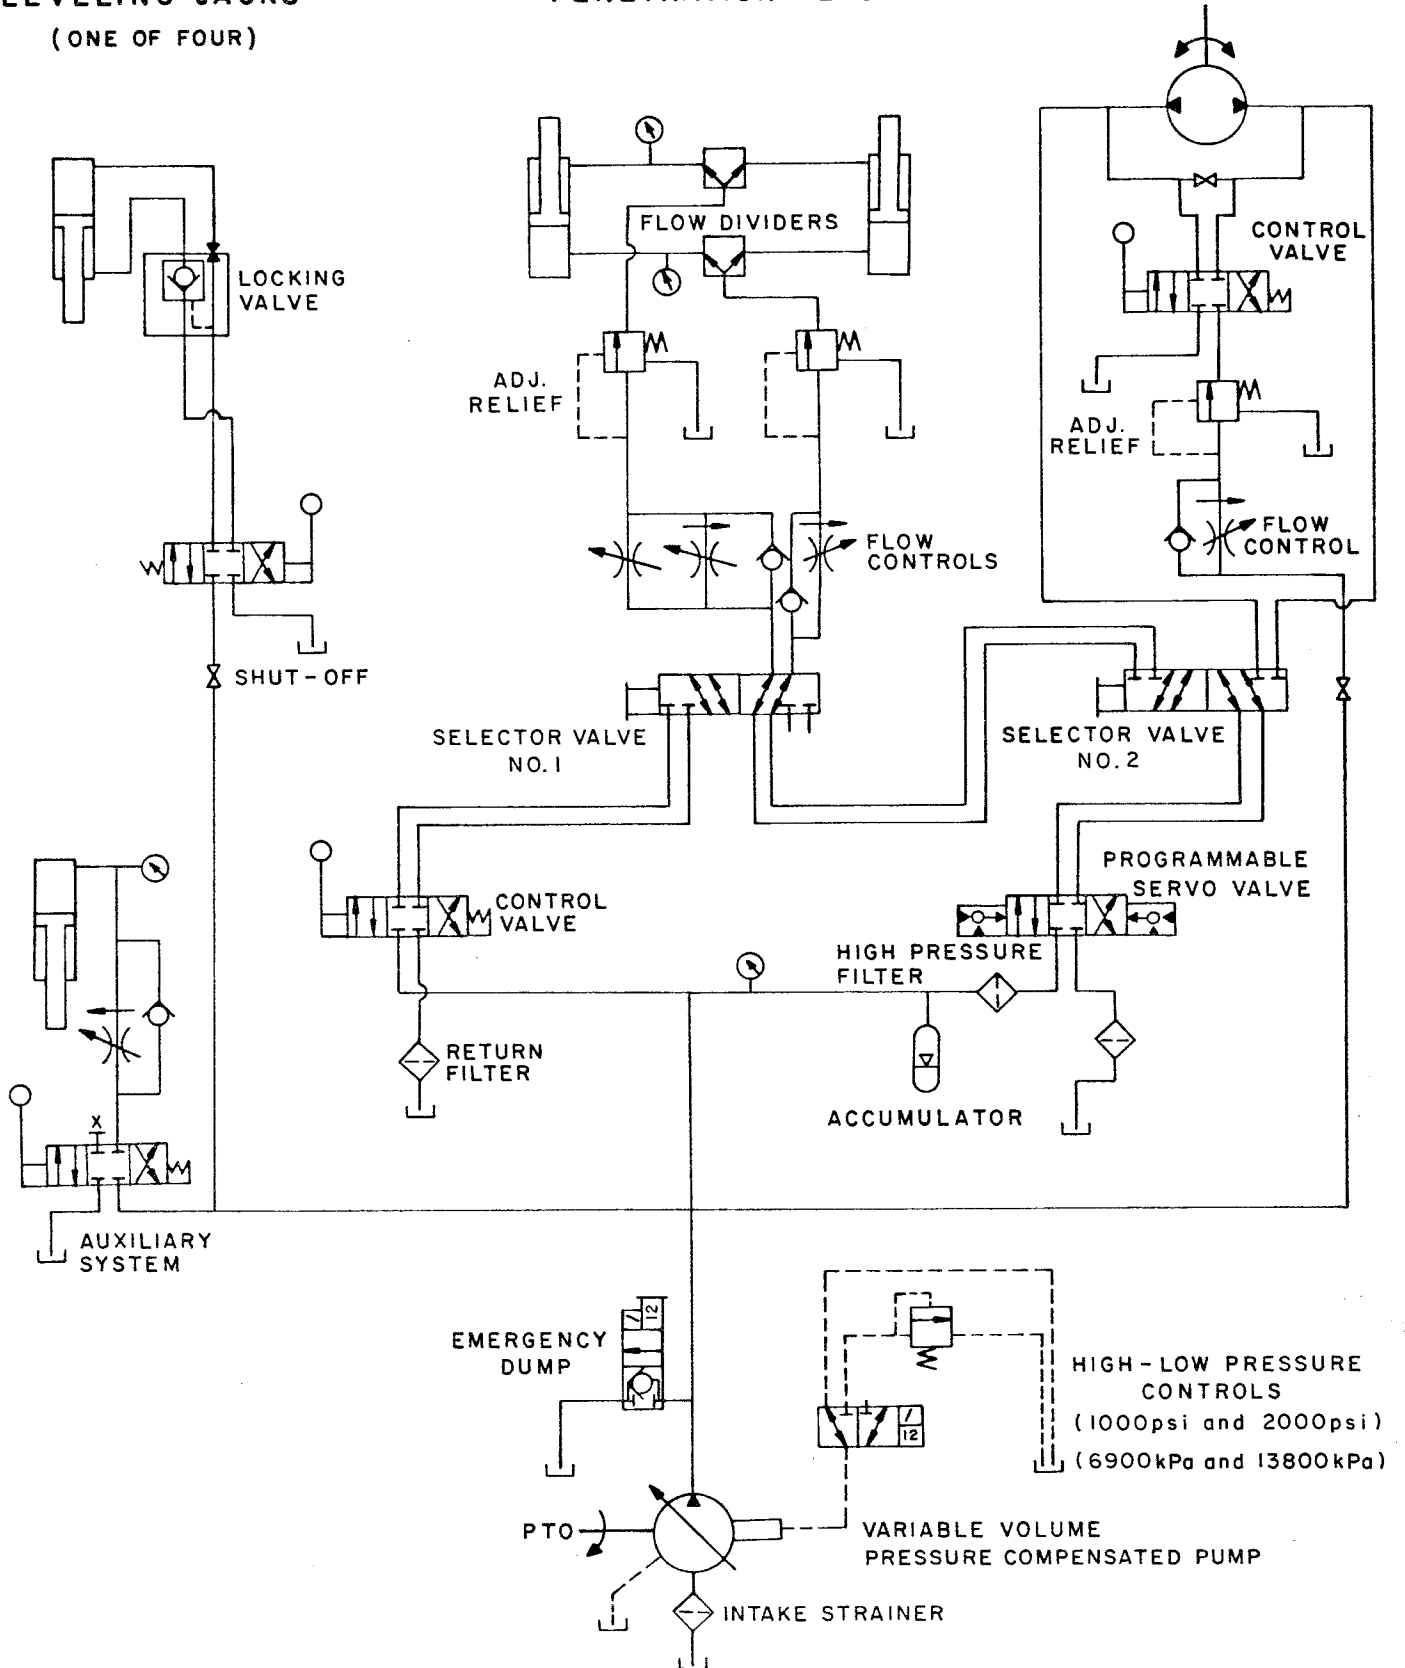 (ONE OF FOUR)
FLOW DIVIDERS
CONTROL
VALVE
LOCKING
VALVE
ADJ.
RELIEF
ADJ.
RELIEF
FLOW
CONTROLS
FLOW
CONTROL
SHUT-OFF
SELECTOR VALVE
NO.1
SELECTOR VALVE
NO.2
PROGRAMMABLE
SERVO VALVE
CONTROL
VALVE
HIGH PRESSURE
FILTER
RETURN
FILTER
ACCUMULATOR
X
AUXILIARY
SYSTEM
12
EMERGENCY
DUMP
HIGH-LOW PRESSURE
CONTROLS
(1000psi and 2000psi)
(6900kPa and 13800kPa)
12
PTO
VARIABLE VOLUME
PRESSURE COMPENSATED PUMP
INTAKE STRAINER